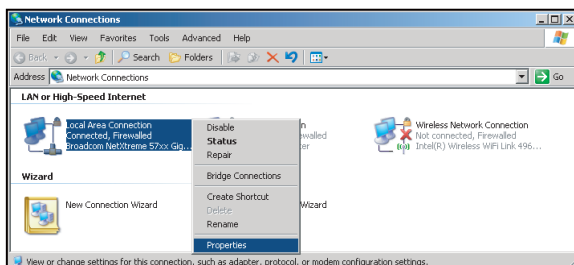 Network Connections
File Edit View Favorites Tools Advanced Help
Back Search Folders
Address Network Connections Go
LAN or High-Speed Internet
Local Area Connection
Connected, Firewalled
Broadcom NetXtreme 57xx Gig...
Disable
Status
Repair
Bridge Connections
Create Shortcut
Delete
Rename
Properties
Wireless Network Connection
Not connected, Firewalled
Intel(R) Wireless WiFi Link 496...
Wizard
New Connection Wizard
Wizard
View or change settings for this connection, such as adapter, protocol, or modem configuration settings.